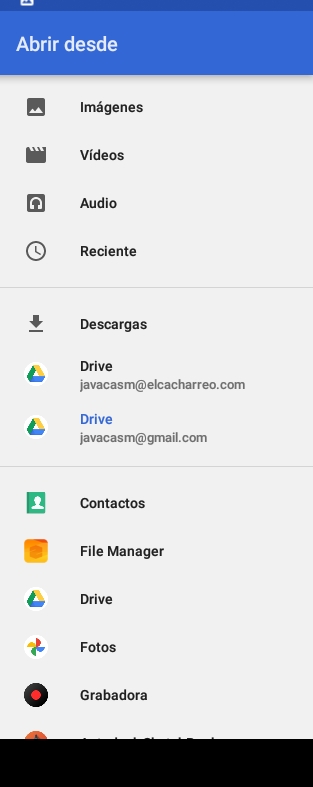 Abrir desde
Imágenes
Vídeos
Audio
Reciente
Descargas
Drive
javacasm@elcacharreo.com
Drive
javacasm@gmail.com
Contactos
File Manager
Drive
Fotos
Grabadora